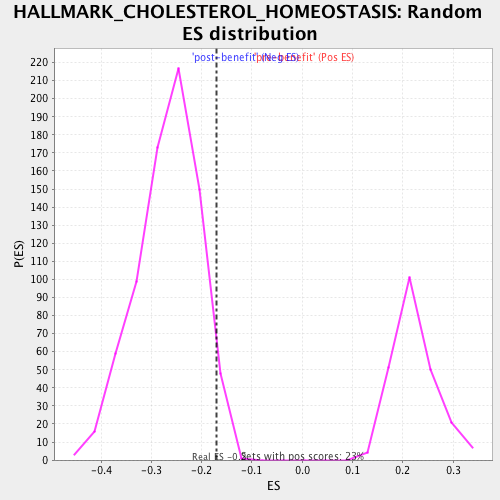 HALLMARK_CHOLESTEROL_HOMEOSTASIS: Random
ES distribution
'post-benefit' (Neg ES)
benefit' (Pos ES)
220
210
200
190
180
170
160
150
140
130
120
110
100
90
80
70
60
50
40
30
20
10
0
P(ES)
Real ES
Sets with pos scores: 23%
-0.4 -0.3 -0.2 -0.1 0.0 0.1 0.2 0.3
ES